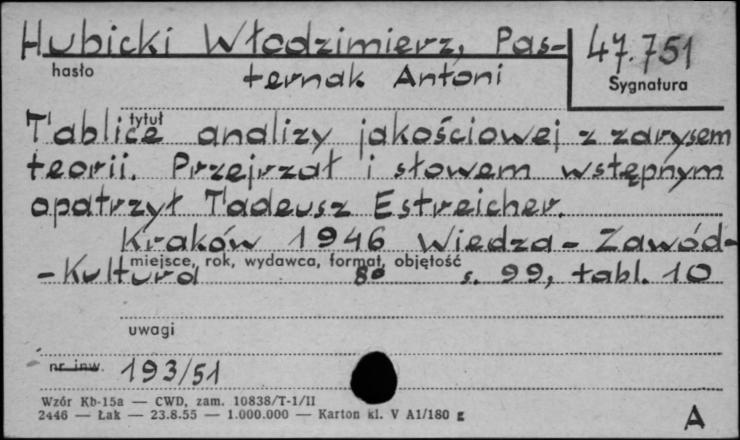 Hubicki Włodzimierz, Pas-
47.751
hasło
ternak Antoni
Sygnatura
tytuł
Tablice analizy jakościowej z zarysem
teorii. Przejrzał i słowem wstępnym
opatrzył Tadeusz Estreicher.
Kraków 1946 Wiedza - Zawód -
miejsce, rok, wydawca, format, objętość
- Kultura 8° s. 99, tabl. 10
uwagi
nr inw. 193/51
Wzór Kb-15a — CWD, zam. 10838/T-1/II
2446 — Łak — 23.8.55 — 1.000.000 — Karton kl. V A1/180 g
A